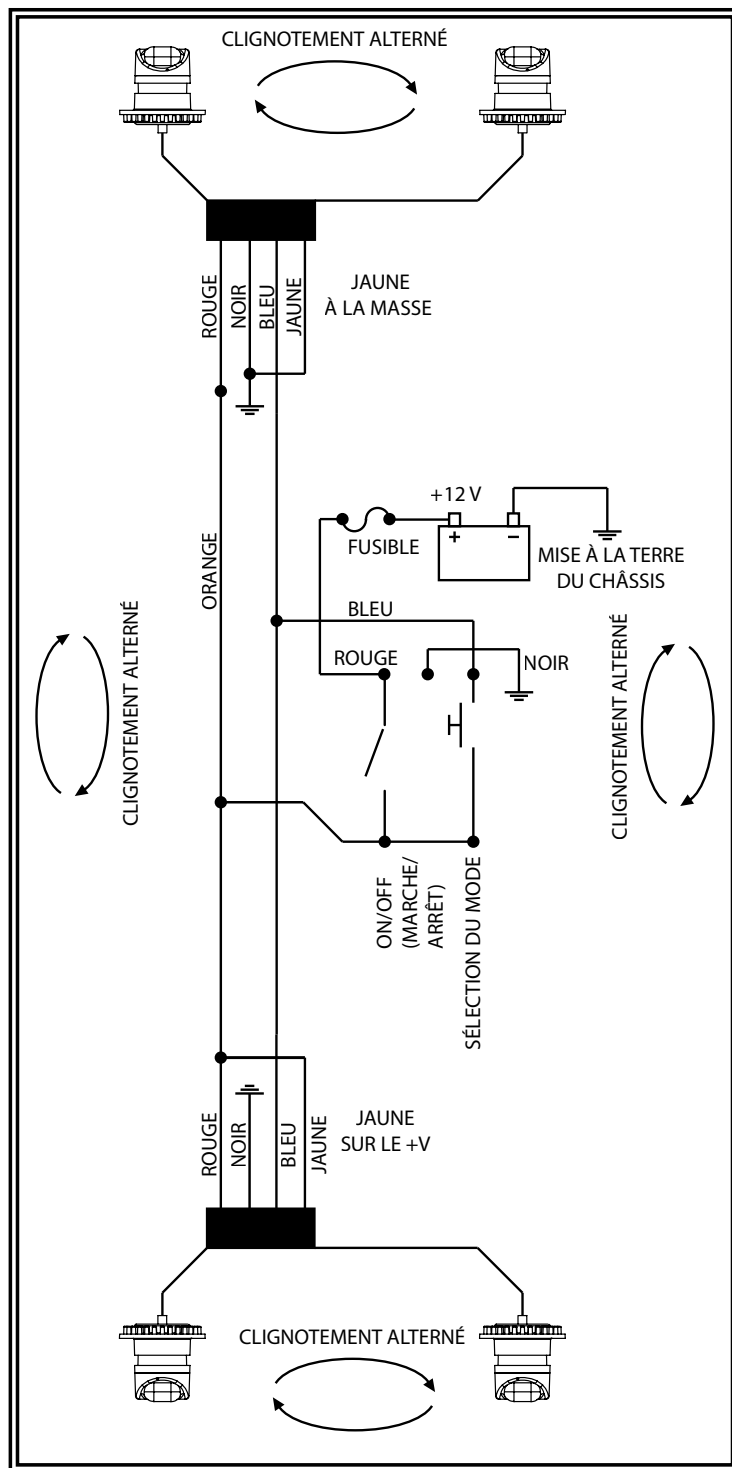 CLIGNOTEMENT ALTERNÉ
ROUGE
NOIR
BLEU
JAUNE
JAUNE
À LA MASSE
ORANGE
+12 V
FUSIBLE
+
–
MISE À LA TERRE
DU CHÂSSIS
BLEU
ROUGE
NOIR
CLIGNOTEMENT ALTERNÉ
CLIGNOTEMENT ALTERNÉ
ON/OFF
(MARCHE/
ARRÊT)
SÉLECTION DU MODE
ROUGE
NOIR
BLEU
JAUNE
JAUNE
SUR LE +V
CLIGNOTEMENT ALTERNÉ